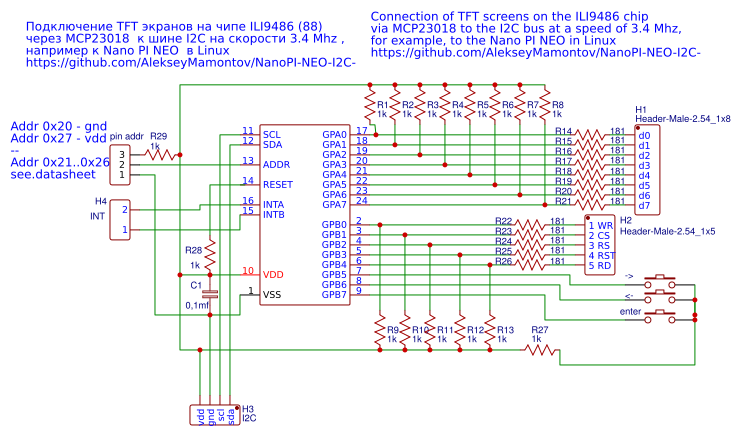 Подключение TFT экранов на чипе ILI9486 (88)
через MCP23018 к шине I2C на скорости 3.4 Mhz ,
например к Nano PI NEO в Linux
https://github.com/AlekseyMamontov/NanoPI-NEO-I2C-
Connection of TFT screens on the ILI9486 chip
via MCP23018 to the I2C bus at a speed of 3.4 Mhz,
for example, to the Nano PI NEO in Linux
https://github.com/AlekseyMamontov/NanoPI-NEO-I2C-
Addr 0x20 - gnd
Addr 0x27 - vdd
--
Addr 0x21..0x26
see.datasheet
pin addr
3
2
1
R29
1k
H4
INT
2
1
11 SCL
12 SDA
13 ADDR
14 RESET
16 INTA
15 INTB
10 VDD
1 VSS
GPA0 17
GPA1 18
GPA2 19
GPA3 20
GPA4 21
GPA5 22
GPA6 23
GPA7 24
GPB0 2
GPB1 3
GPB2 4
GPB3 5
GPB4 6
GPB5 7
GPB6 8
GPB7 9
R1 1k
R2 1k
R3 1k
R4 1k
R5 1k
R6 1k
R7 1k
R8 1k
H1
Header-Male-2.54_1x8
R14 181 d0
R15 181 d1
R16 181 d2
R17 181 d3
R18 181 d4
R19 181 d5
R20 181 d6
R21 181 d7
H2
Header-Male-2.54_1x5
R22 181 1 WR
R23 181 2 CS
R24 181 3 RS
R25 181 4 RST
R26 181 5 RD
->
<-
enter
R28
1k
C1
0,1mf
R9 1k
R10 1k
R11 1k
R12 1k
R13 1k
R27
1k
vdd
gnd
scl
sda
H3
I2C